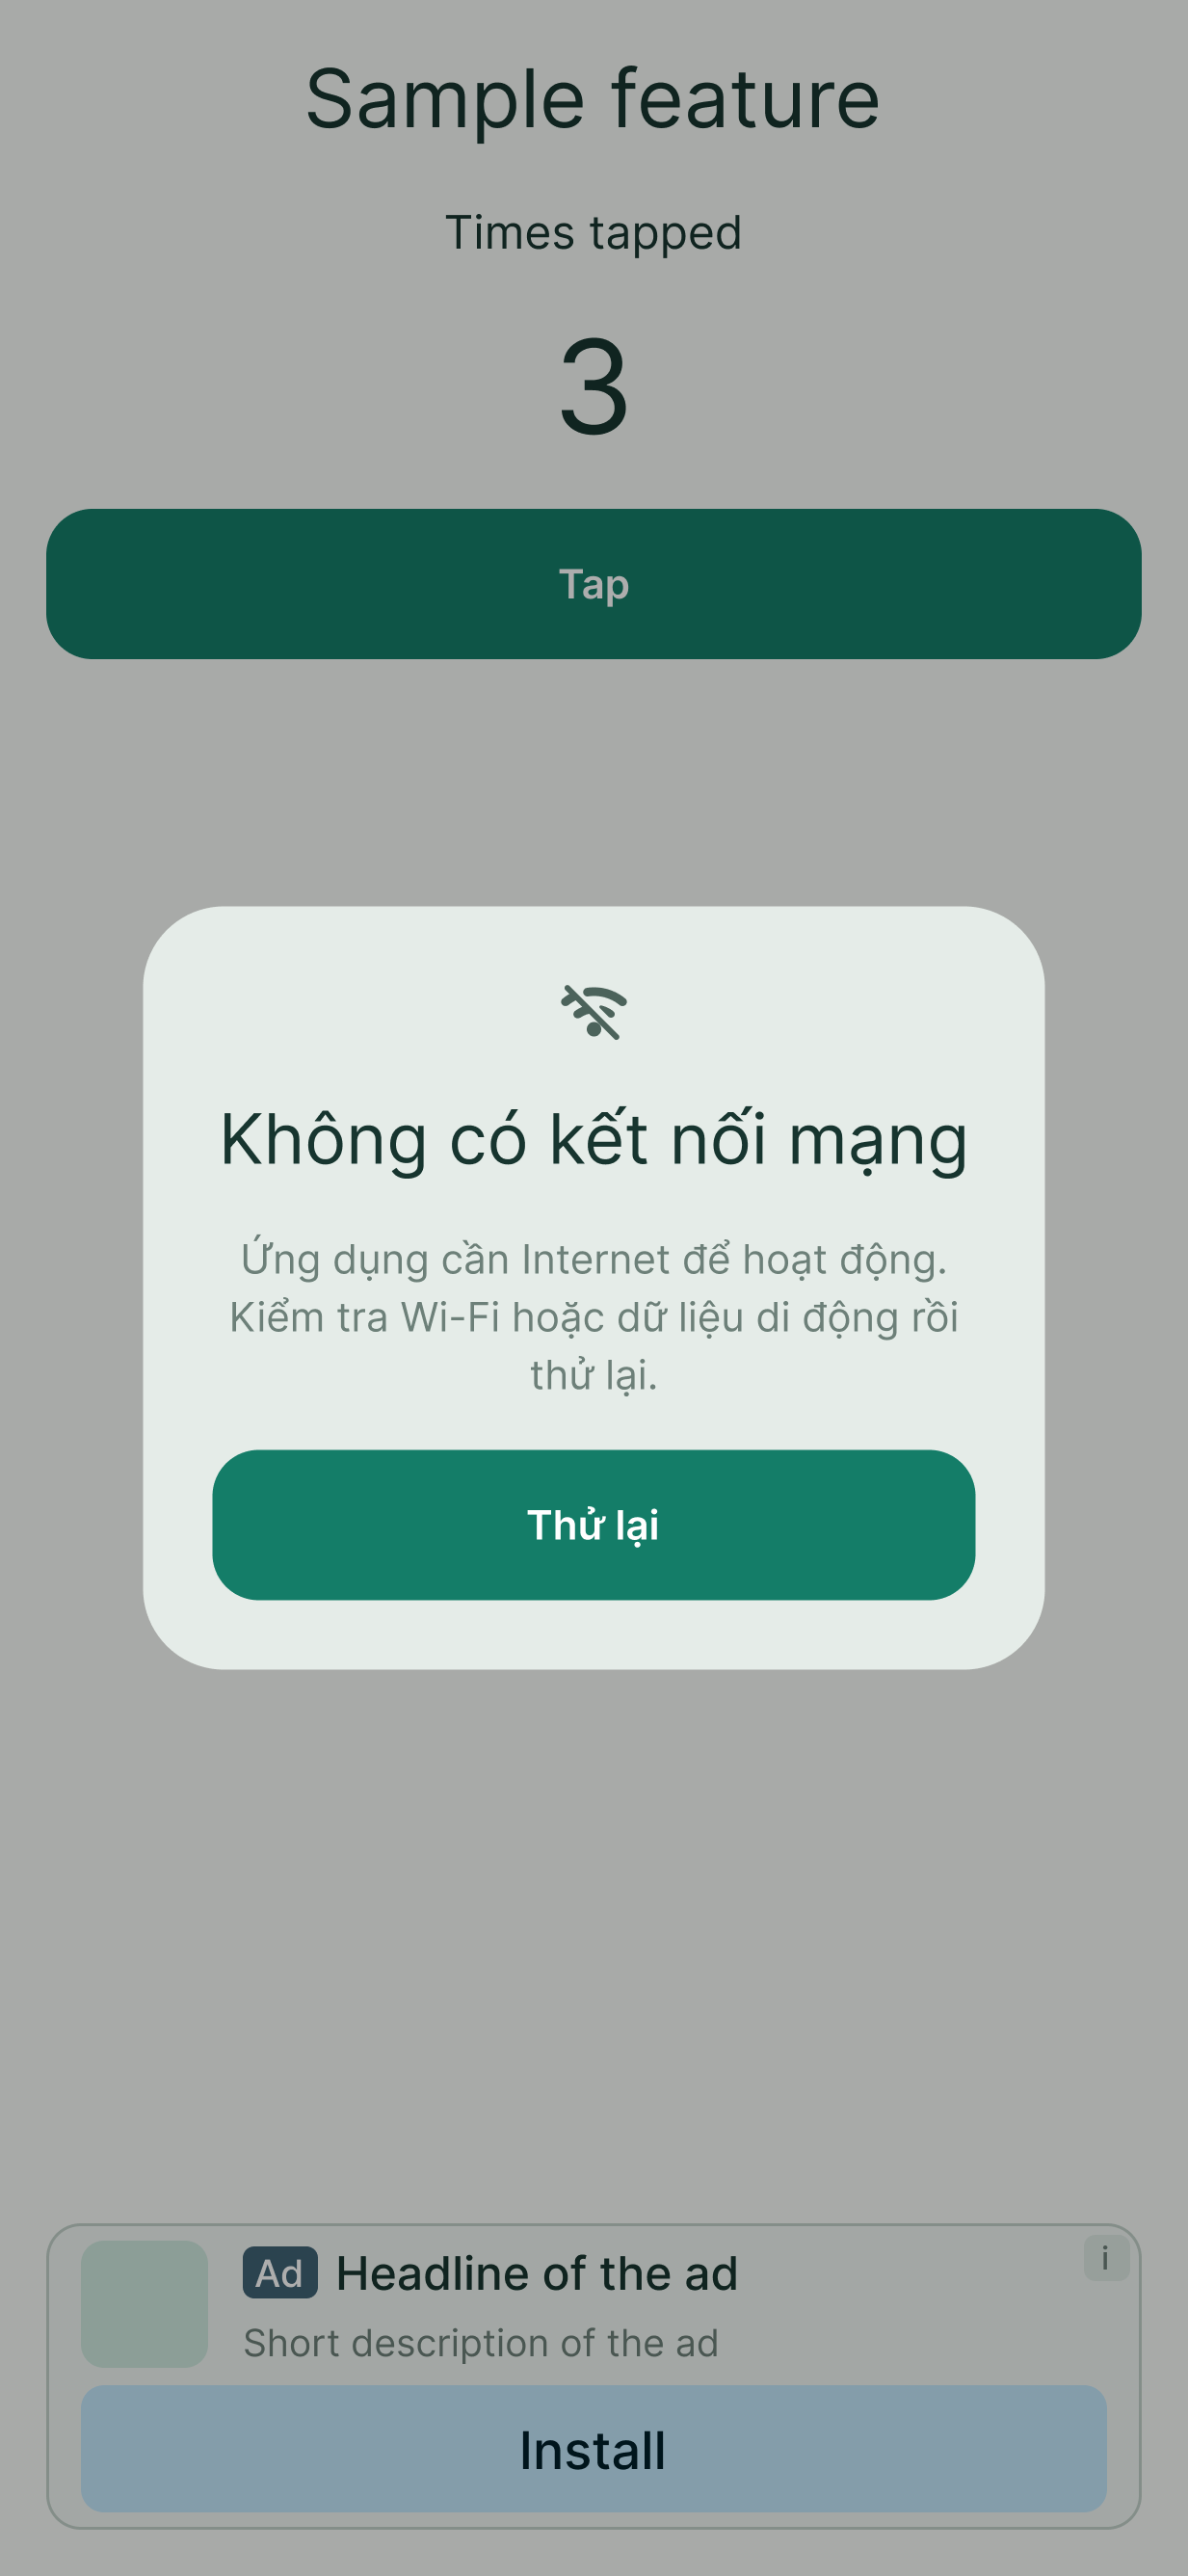 Sample feature
Times tapped
3
Tap
Không có kết nối mạng
Ứng dụng cần Internet để hoạt động.
Kiểm tra Wi-Fi hoặc dữ liệu di động rồi
thử lại.
Thử lại
Ad Headline of the ad
i
Short description of the ad
Install